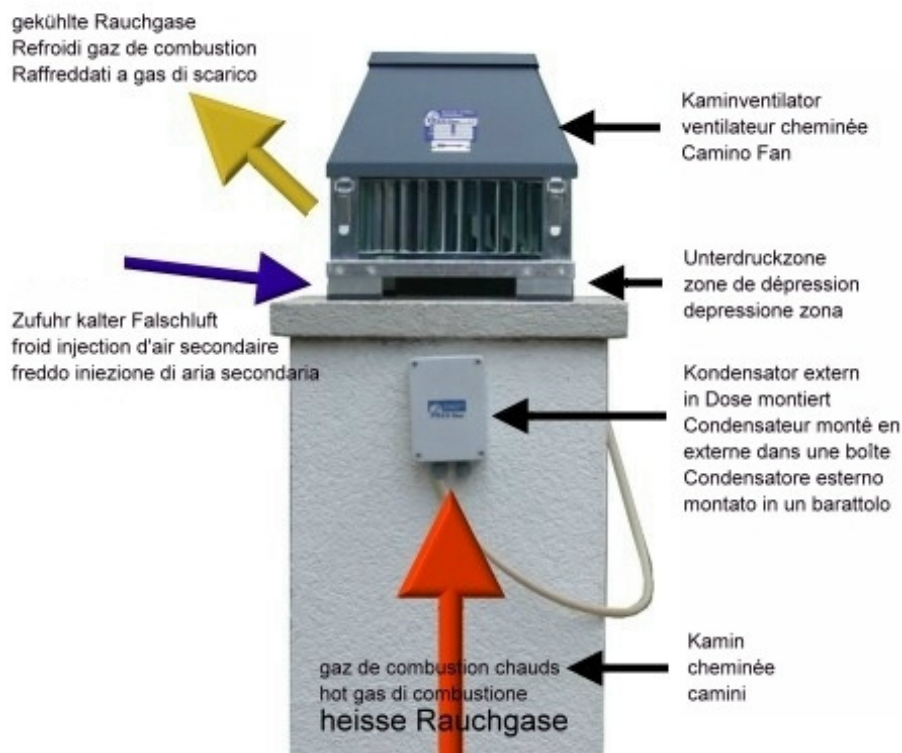 gekühlte Rauchgase
Refroidi gaz de combustion
Raffreddati a gas di scarico
Kaminventilator
ventilateur cheminée
Camino Fan
Unterdruckzone
zone de dépression
depressione zona
Zufuhr kalter Falschluft
froid injection d'air secondaire
freddo iniezione di aria secondaria
Kondensator extern
in Dose montiert
Condensateur monté en
externe dans une boîte
Condensatore esterno
montato in un barattolo
gaz de combustion chauds
hot gas di combustione
heisse Rauchgase
Kamin
cheminée
camini